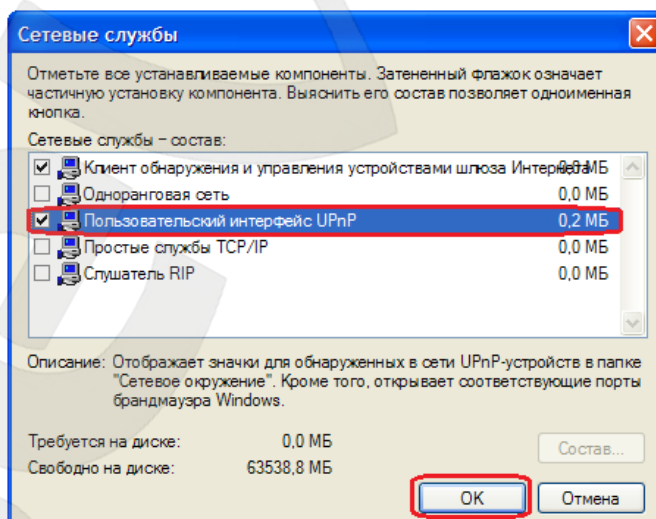 Сетевые службы
Отметьте все устанавливаемые компоненты. Затененный флажок означает
частичную установку компонента. Выяснить его состав позволяет одноименная
кнопка.
Сетевые службы – состав:
Клиент обнаружения и управления устройствами шлюза Интернета 0,0 МБ
Одноранговая сеть 0,0 МБ
Пользовательский интерфейс UPnP 0,2 МБ
Простые службы TCP/IP 0,0 МБ
Слушатель RIP 0,0 МБ
Описание: Отображает значки для обнаруженных в сети UPnP-устройств в папке
"Сетевое окружение". Кроме того, открывает соответствующие порты
брандмауэра Windows.
Требуется на диске: 0,0 МБ
Состав...
Свободно на диске: 63538,8 МБ
ОК Отмена